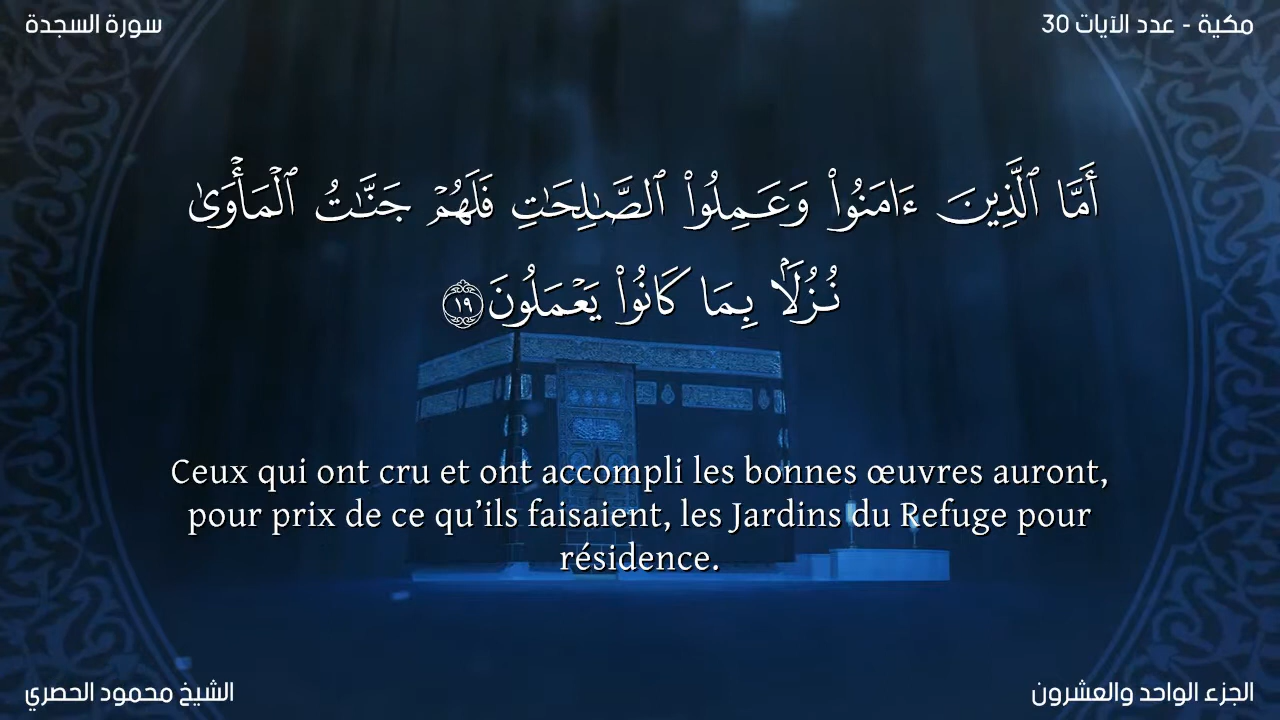 سورة السجدة
مكية - عدد الآيات 30
أَمَّا ٱلَّذِينَ ءَامَنُوا۟ وَعَمِلُوا۟ ٱلصَّـٰلِحَـٰتِ فَلَهُمْ جَنَّـٰتُ ٱلْمَأْوَىٰ
نُزُلًۢا بِمَا كَانُوا۟ يَعْمَلُونَ ١٩
Ceux qui ont cru et ont accompli les bonnes œuvres auront,
pour prix de ce qu’ils faisaient, les Jardins du Refuge pour
résidence.
الشيخ محمود الحصري
الجزء الواحد والعشرون